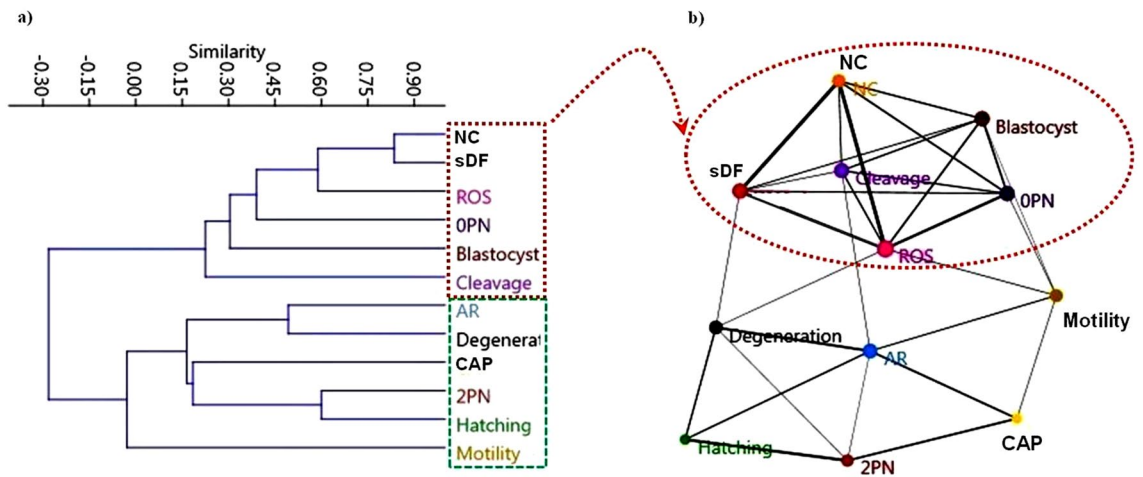 a)
Similarity
-0.30 -0.15 0.00 0.15 0.30 0.45 0.60 0.75 0.90
NC
sDF
ROS
0PN
Blastocyst
Cleavage
AR
Degenerat
CAP
2PN
Hatching
Motility
b)
NC
NC
Blastocyst
sDF
Cleavage
0PN
ROS
Motility
Degeneration
AR
CAP
Hatching
2PN